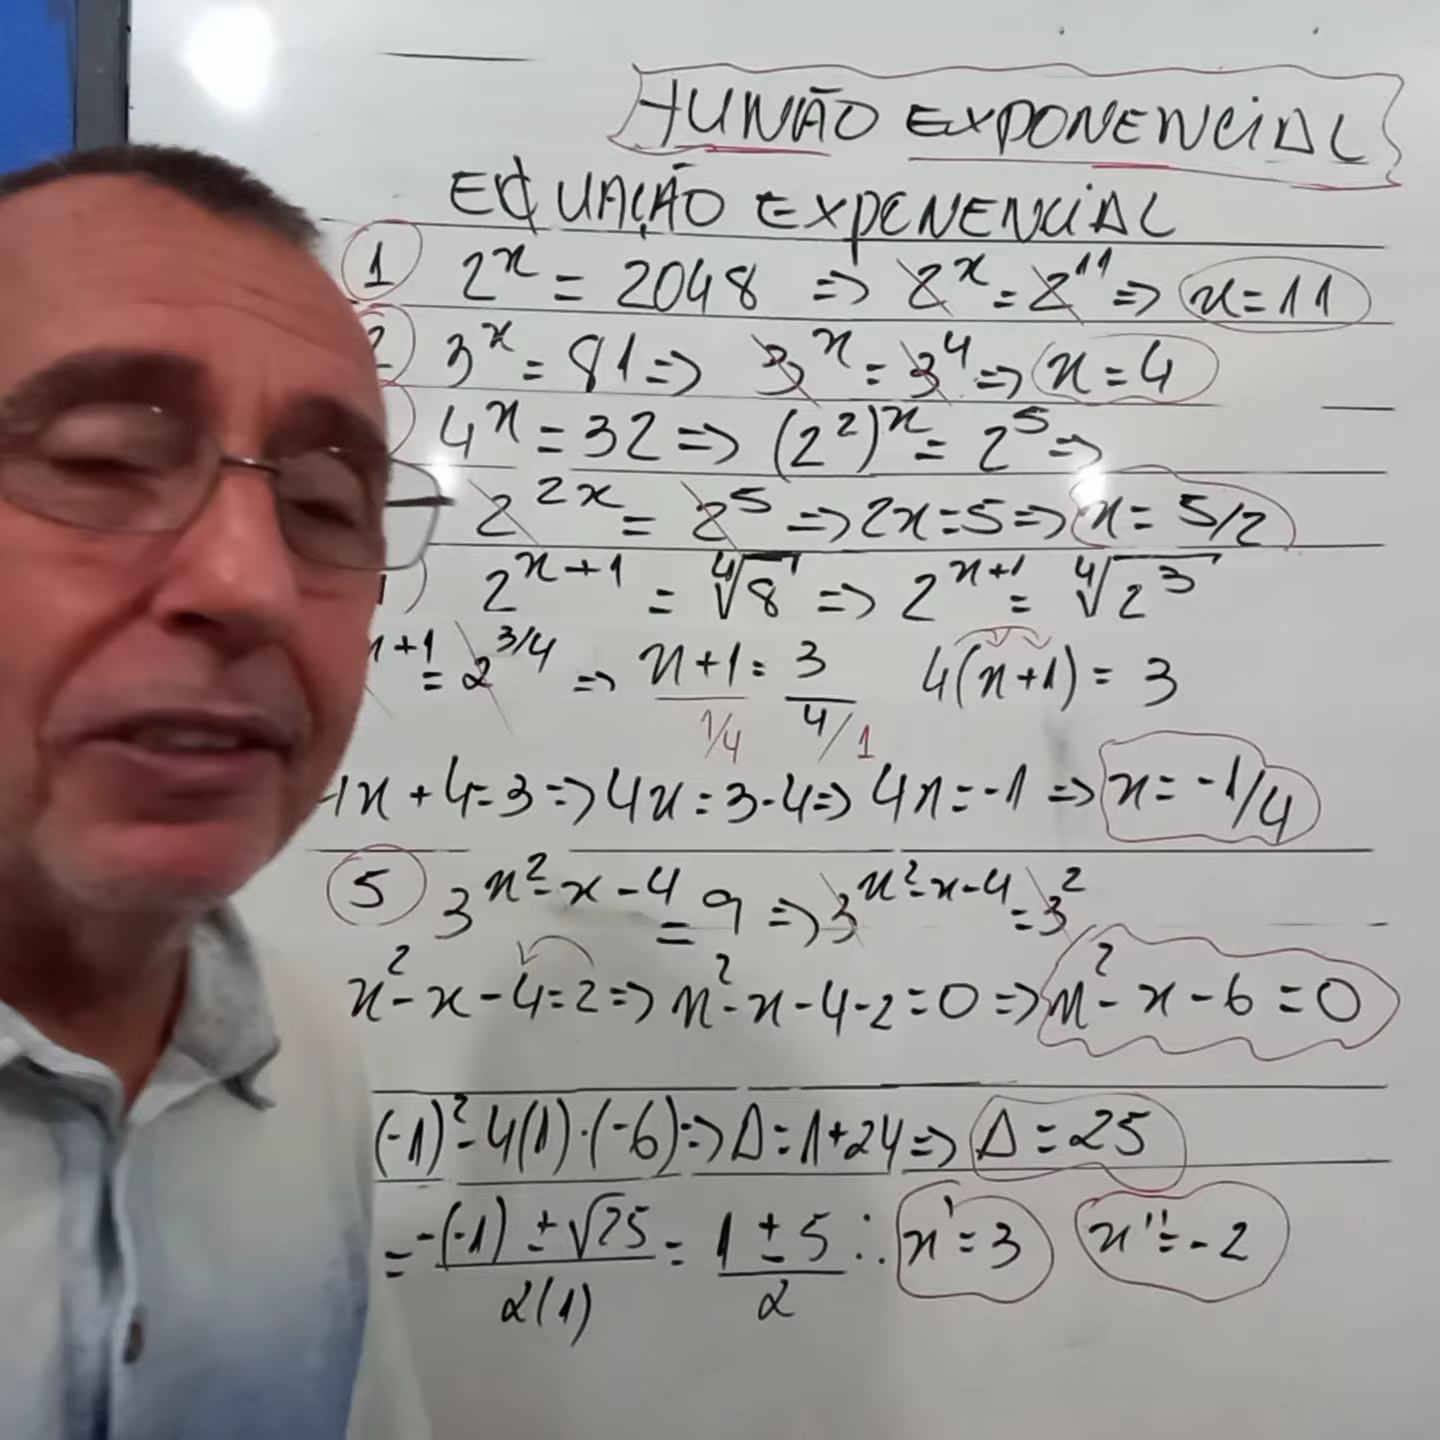 FUNÃO EXPONENCIAL
EQUAÇÃO EXPONENCIAL
1 2^x = 2048 => 2^x = 2^11 => x = 11
2 3^x = 81 => 3^x = 3^4 => x = 4
4^x = 32 => (2^2)^x = 2^5 =>
2^2x = 2^5 => 2x = 5 => x = 5/2
) 2^x+1 = ∜8 => 2^x+1 = ∜2^3
x+1 = 2^3/4 => x+1/1/4 = 3/4/1 4(x+1) = 3
4x + 4 = 3 => 4x = 3 - 4 => 4x = -1 => x = -1/4
5 3^x²-x-4 = 9 => 3^x²-x-4 = 3^2
x² - x - 4 = 2 => x² - x - 4 - 2 = 0 => x² - x - 6 = 0
(-1)² - 4(1)·(-6) => Δ = 1 + 24 => Δ = 25
= -(-1) ± √25 / 2(1) = 1 ± 5 / 2 ∴ x' = 3 x'' = -2